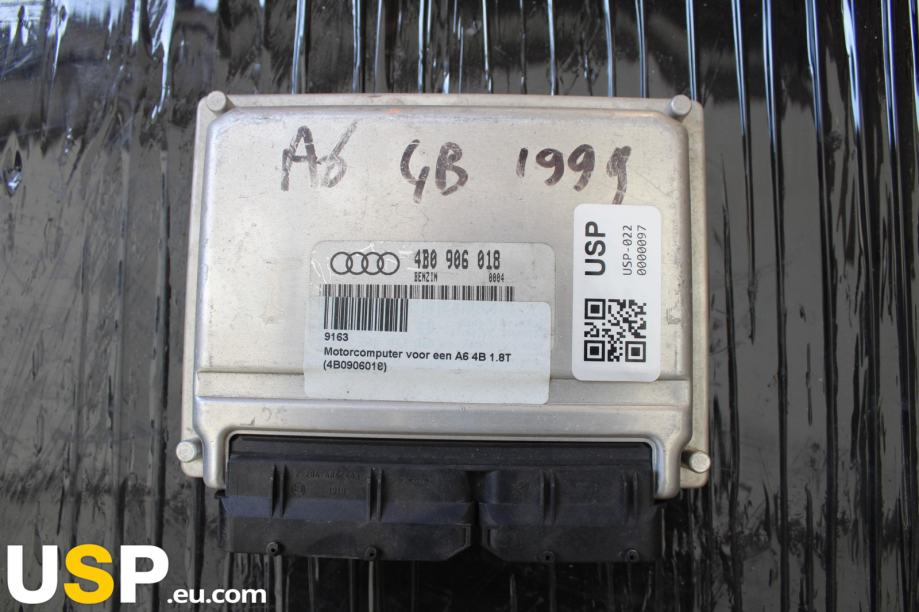 A6 4B 1999
4B0 906 018
BENZIN 0004
9163
Motorcomputer voor een A6 4B 1.8T
(4B0906018)
USP
USP-022
0000097
USP.eu.com